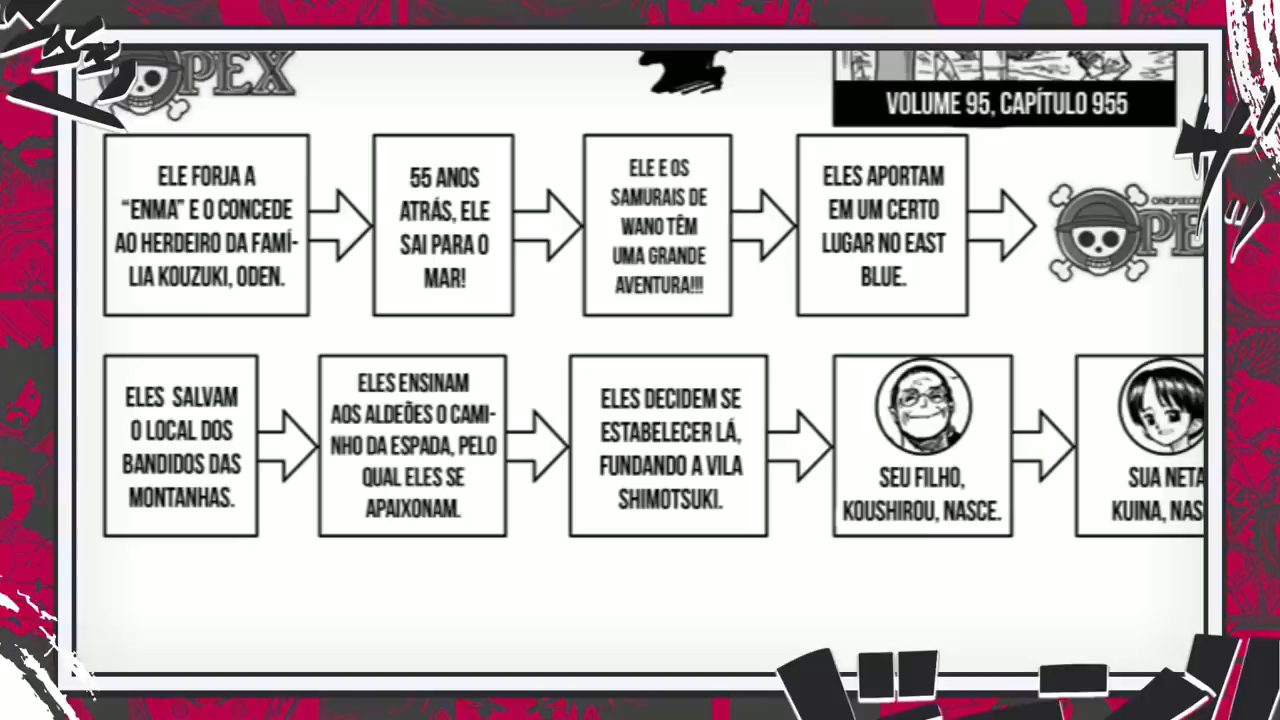 PEX
VOLUME 95, CAPÍTULO 955
ELE FORJA A
“ENMA” E O CONCEDE
AO HERDEIRO DA FAMÍ-
LIA KOUZUKI, ODEN.
55 ANOS
ATRÁS, ELE
SAI PARA O
MAR!
ELE E OS
SAMURAIS DE
WANO TÊM
UMA GRANDE
AVENTURA!!!
ELES APORTAM
EM UM CERTO
LUGAR NO EAST
BLUE.
ONE PIECE
PE
ELES SALVAM
O LOCAL DOS
BANDIDOS DAS
MONTANHAS.
ELES ENSINAM
AOS ALDEÕES O CAMI-
NHO DA ESPADA, PELO
QUAL ELES SE
APAIXONAM.
ELES DECIDEM SE
ESTABELECER LÁ,
FUNDANDO A VILA
SHIMOTSUKI.
SEU FILHO,
KOUSHIROU, NASCE.
SUA NETA
KUINA, NAS